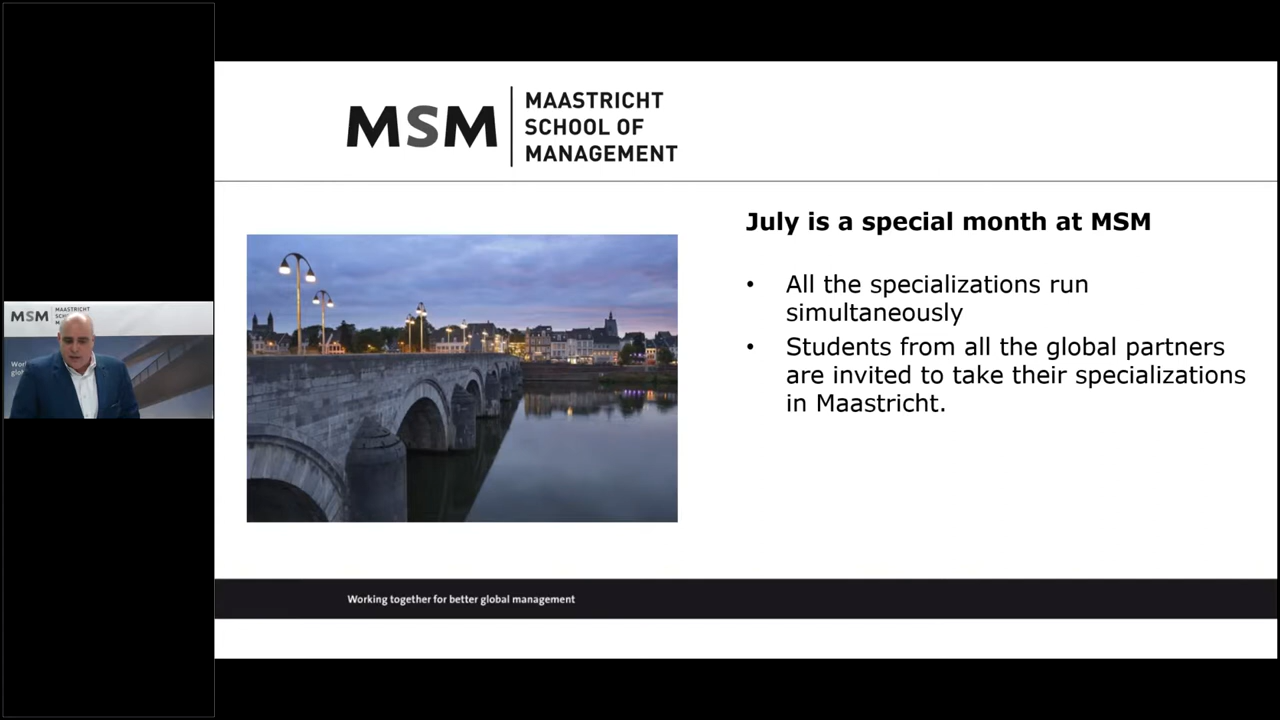 MSM
MAASTRICHT
SCHOOL OF
MANAGEMENT
July is a special month at MSM
• All the specializations run
simultaneously
• Students from all the global partners
are invited to take their specializations
in Maastricht.
MSM
MAASTRICHT
Working together for better global management